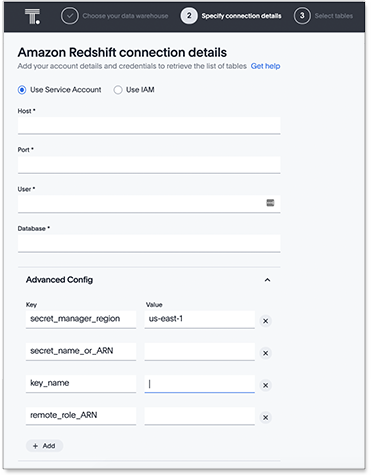 T.
Choose your data warehouse
2 Specify connection details
3 Select tables
Amazon Redshift connection details
Add your account details and credentials to retrieve the list of tables Get help
Use Service Account Use IAM
Host *
Port *
User *
Database *
Advanced Config
Key Value
secret_manager_region us-east-1
secret_name_or_ARN
key_name
remote_role_ARN
+ Add